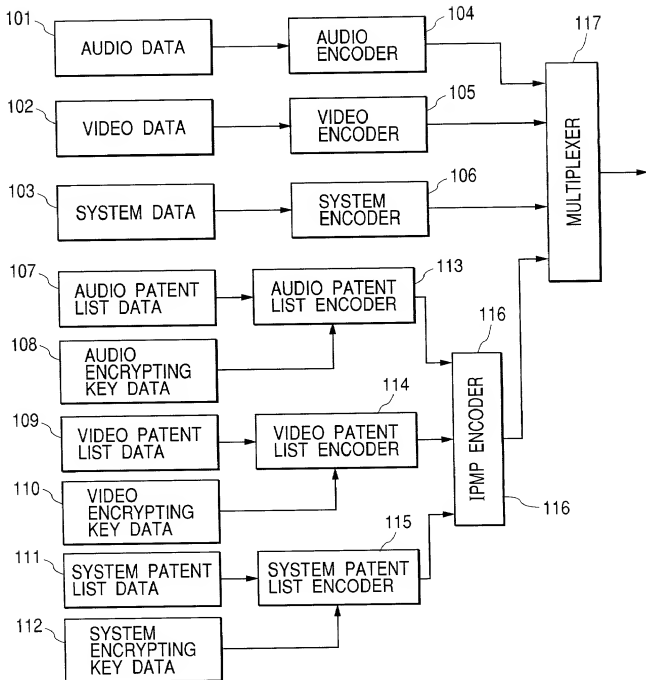 101
AUDIO DATA
104
AUDIO
ENCODER
117
MULTIPLEXER
102
VIDEO DATA
105
VIDEO
ENCODER
103
SYSTEM DATA
106
SYSTEM
ENCODER
107
AUDIO PATENT
LIST DATA
113
AUDIO PATENT
LIST ENCODER
108
AUDIO
ENCRYPTING
KEY DATA
116
IPMP ENCODER
116
109
VIDEO PATENT
LIST DATA
114
VIDEO PATENT
LIST ENCODER
110
VIDEO
ENCRYPTING
KEY DATA
111
SYSTEM PATENT
LIST DATA
115
SYSTEM PATENT
LIST ENCODER
112
SYSTEM
ENCRYPTING
KEY DATA